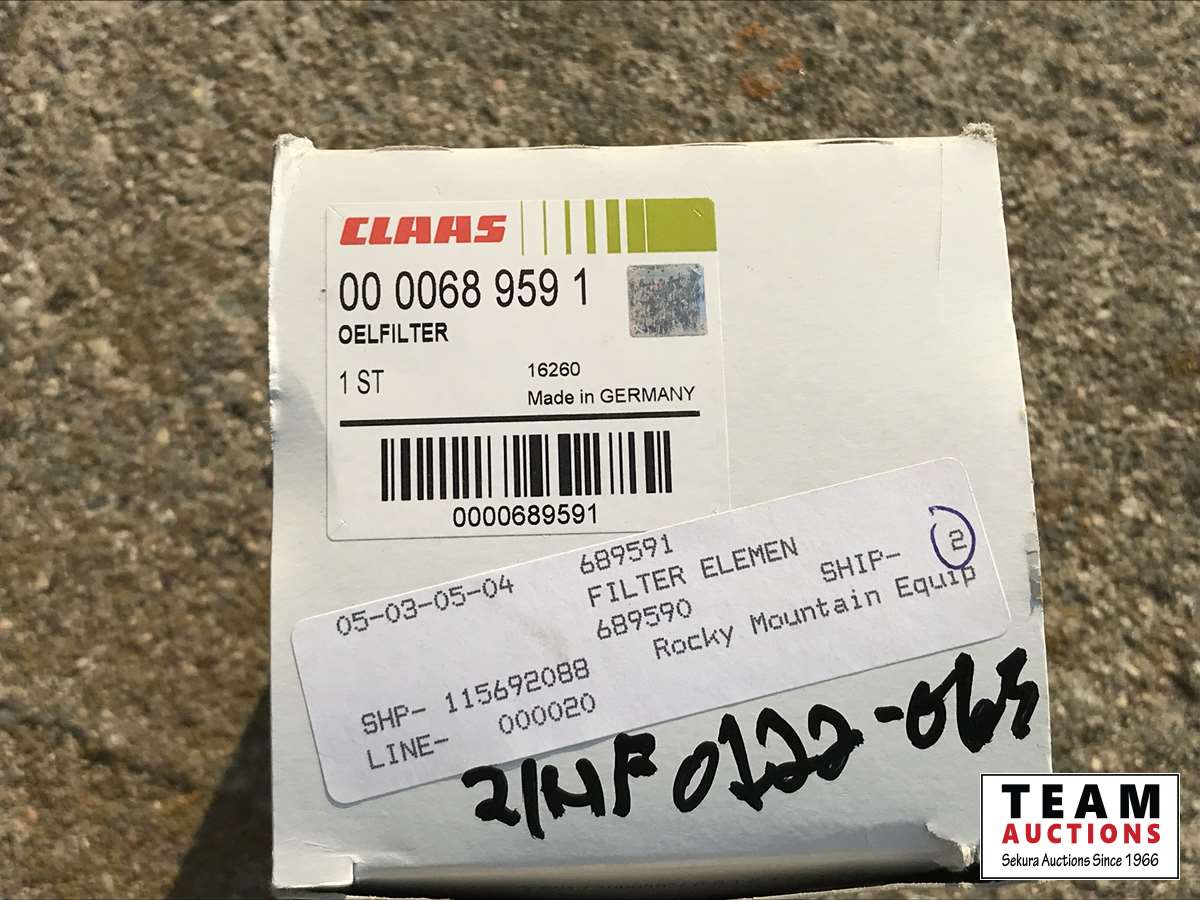 CLAAS
00 0068 959 1
OELFILTER
1 ST
16260
Made in GERMANY
0000689591
05-03-05-04
689591
FILTER ELEMEN
689590
SHIP- 2
Rocky Mountain Equip
SHP- 115692088
LINE- 000020
0122-063
TEAM
AUCTIONS
Sekura Auctions Since 1966